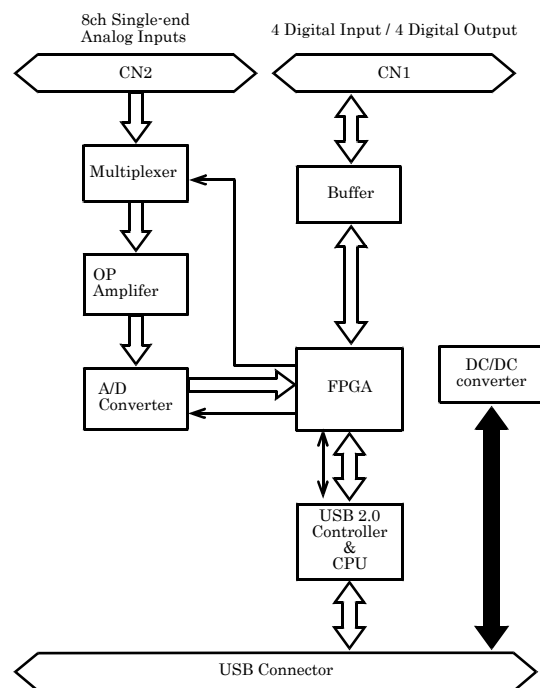 8ch Single-end
Analog Inputs
4 Digital Input / 4 Digital Output
CN2
CN1
Multiplexer
Buffer
OP
Amplifer
A/D
Converter
FPGA
DC/DC
converter
USB 2.0
Controller
&
CPU
USB Connector